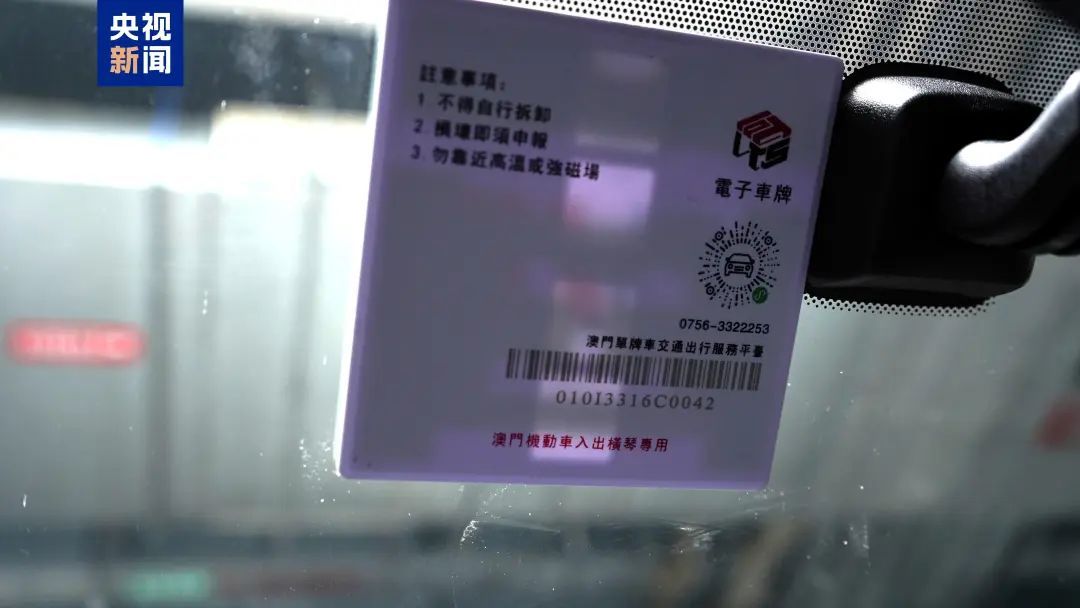 央视
新闻
註意事項：
1.不得自行拆卸
2.損壞即須申報
3.勿靠近高溫或強磁場
電子車牌
0756-3322253
澳門單牌車交通出行服務平臺
010I3316C0042
澳門機動車入出橫琴專用